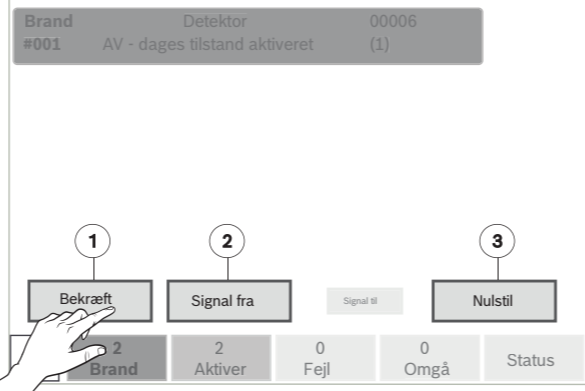 Brand Detektor 00006
#001 AV - dages tilstand aktiveret (1)
1 2 3
Bekræft Signal fra Signal til Nulstil
2 2 0 0
Brand Aktiver Fejl Omgå Status